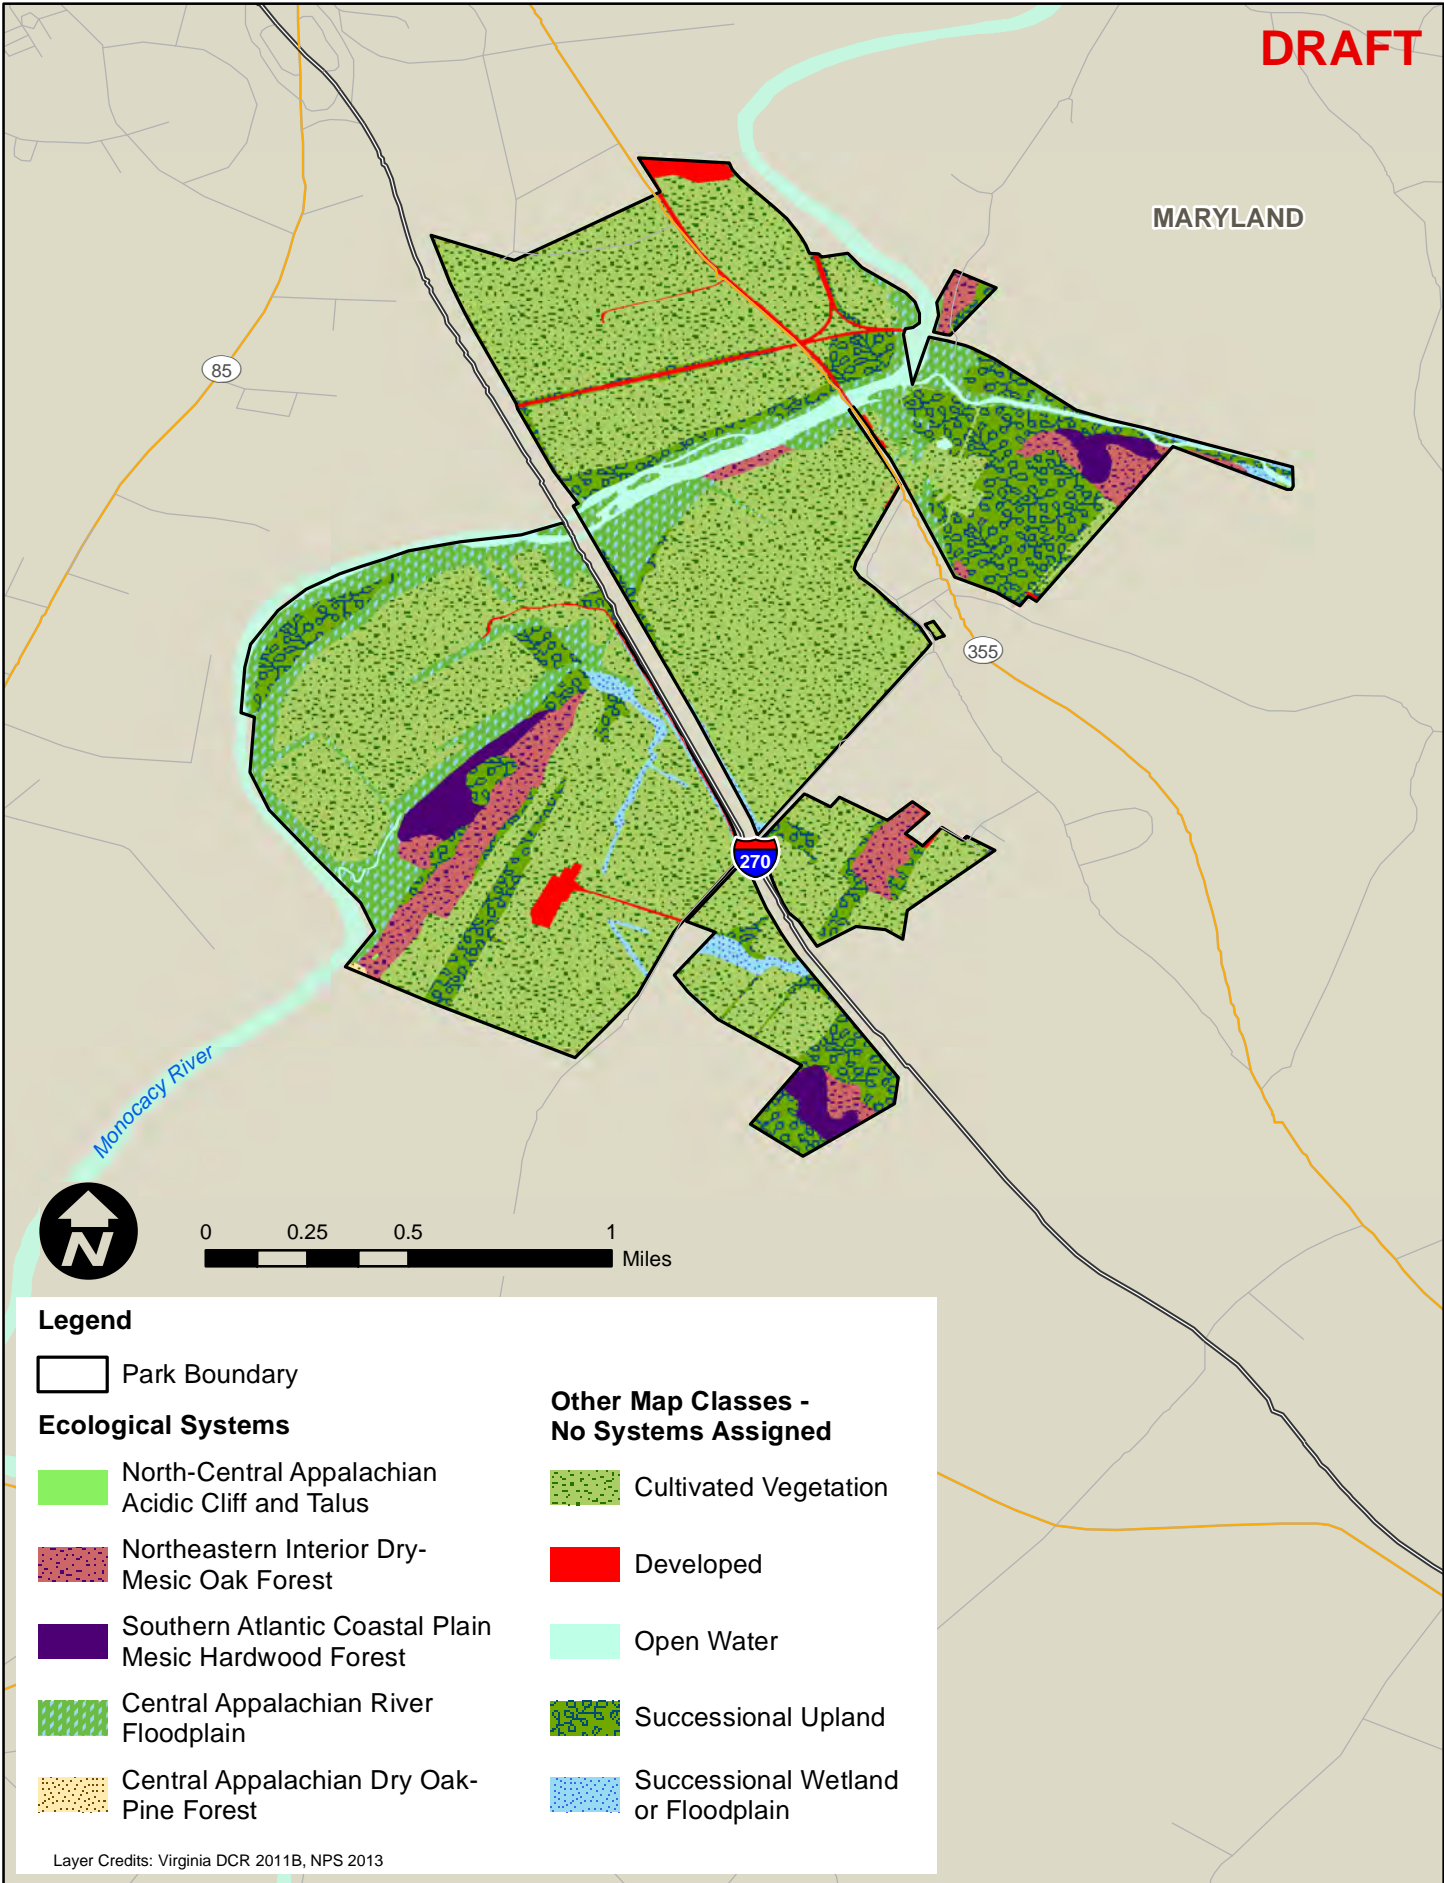 DRAFT
MARYLAND
85
355
270
Monocacy River
N
0 0.25 0.5 1
Miles
Legend
Park Boundary
Ecological Systems
North-Central Appalachian
Acidic Cliff and Talus
Northeastern Interior Dry-
Mesic Oak Forest
Southern Atlantic Coastal Plain
Mesic Hardwood Forest
Central Appalachian River
Floodplain
Central Appalachian Dry Oak-
Pine Forest
Other Map Classes -
No Systems Assigned
Cultivated Vegetation
Developed
Open Water
Successional Upland
Successional Wetland
or Floodplain
Layer Credits: Virginia DCR 2011B, NPS 2013